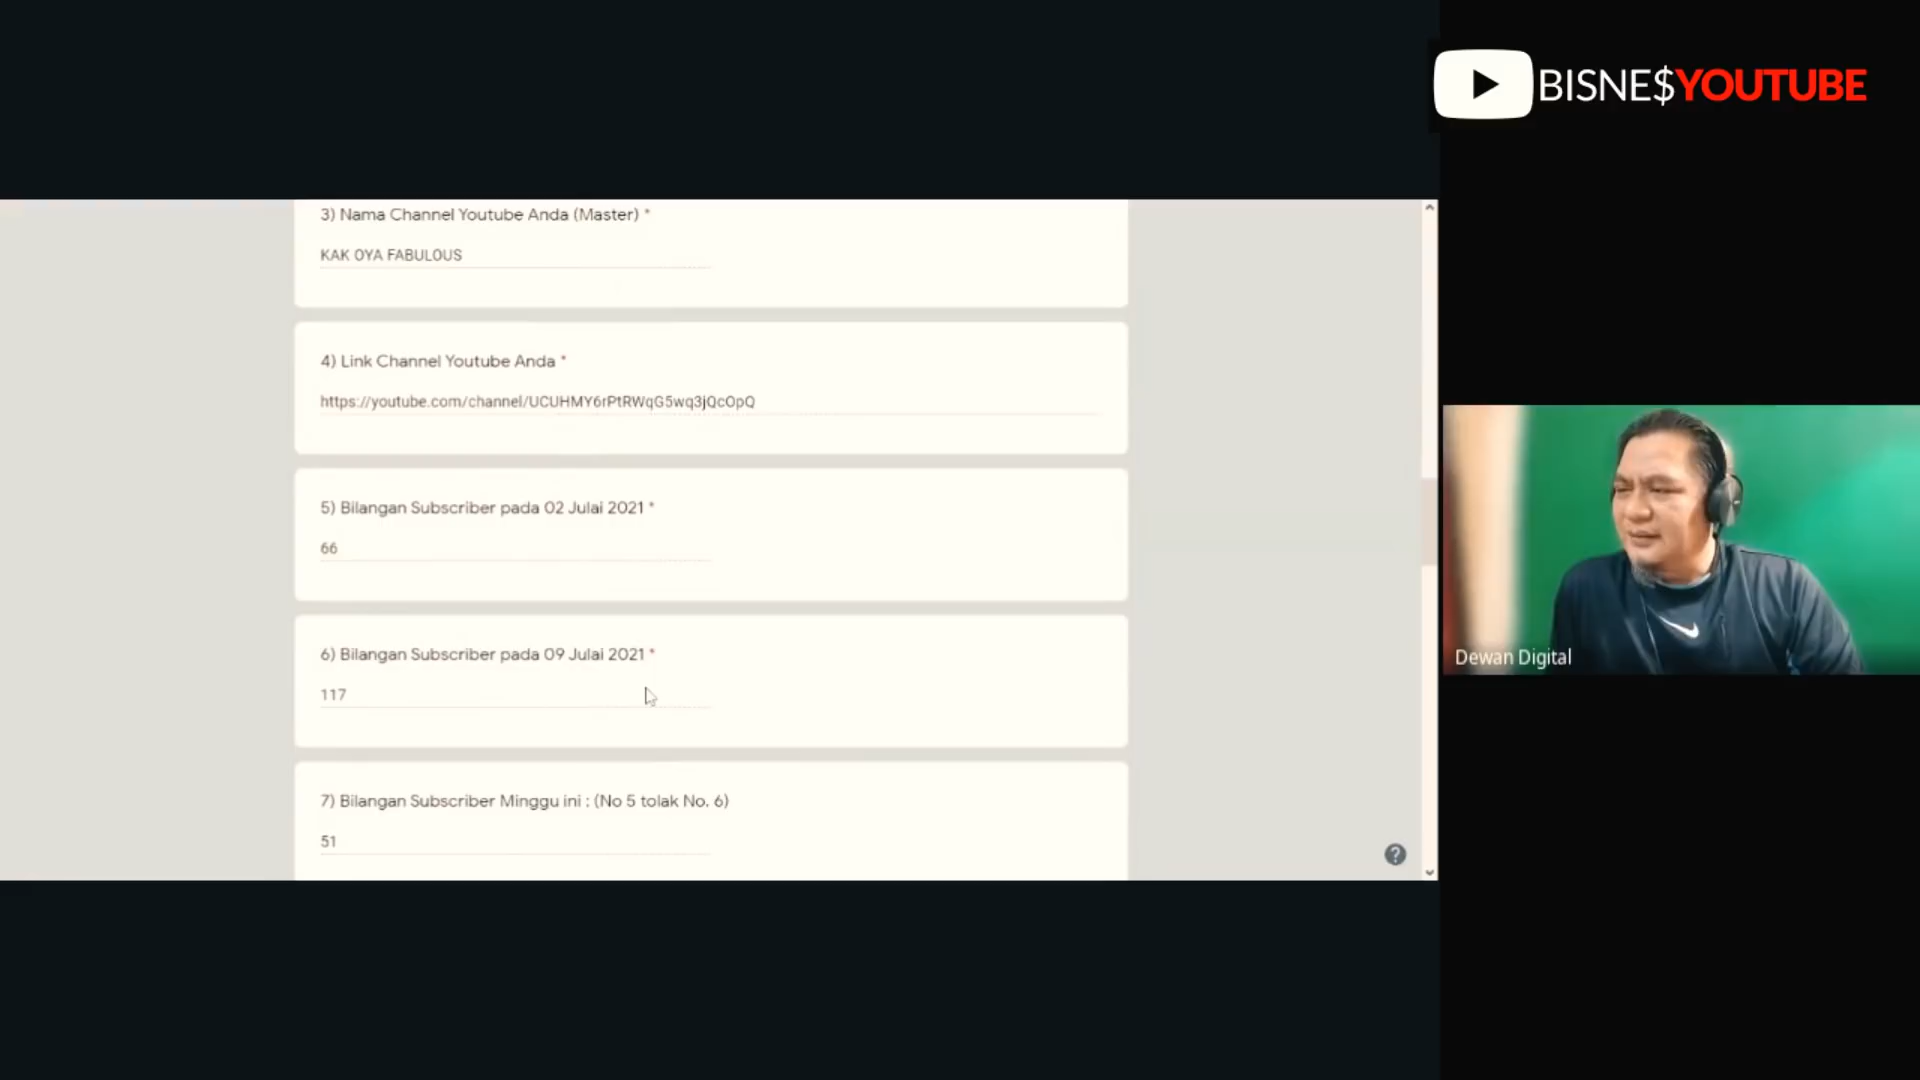 BISNE$YOUTUBE
3) Nama Channel Youtube Anda (Master) *
KAK OYA FABULOUS
4) Link Channel Youtube Anda *
https://youtube.com/channel/UCUHMY6rPtRWqG5wq3jQcOpQ
5) Bilangan Subscriber pada 02 Julai 2021 *
66
6) Bilangan Subscriber pada 09 Julai 2021 *
117
7) Bilangan Subscriber Minggu ini : (No 5 tolak No. 6)
51
Dewan Digital